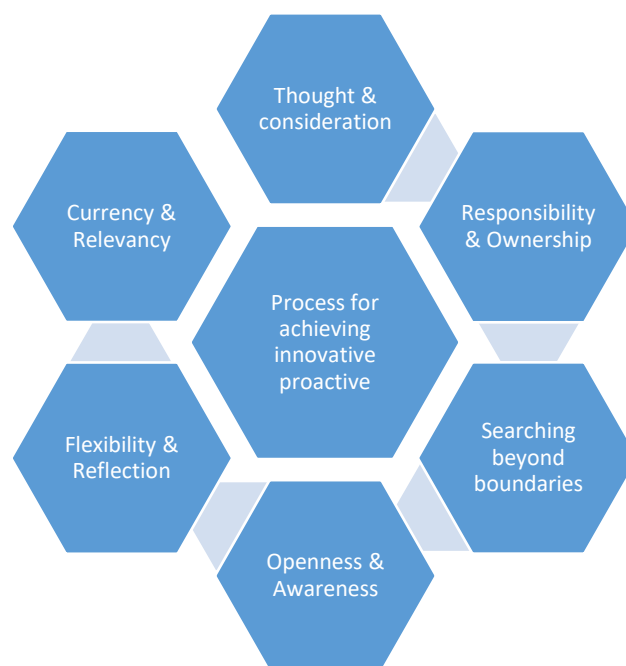 Thought &
consideration
Currency &
Relevancy
Responsibility
& Ownership
Process for
achieving
innovative
proactive
Flexibility &
Reflection
Searching
beyond
boundaries
Openness &
Awareness